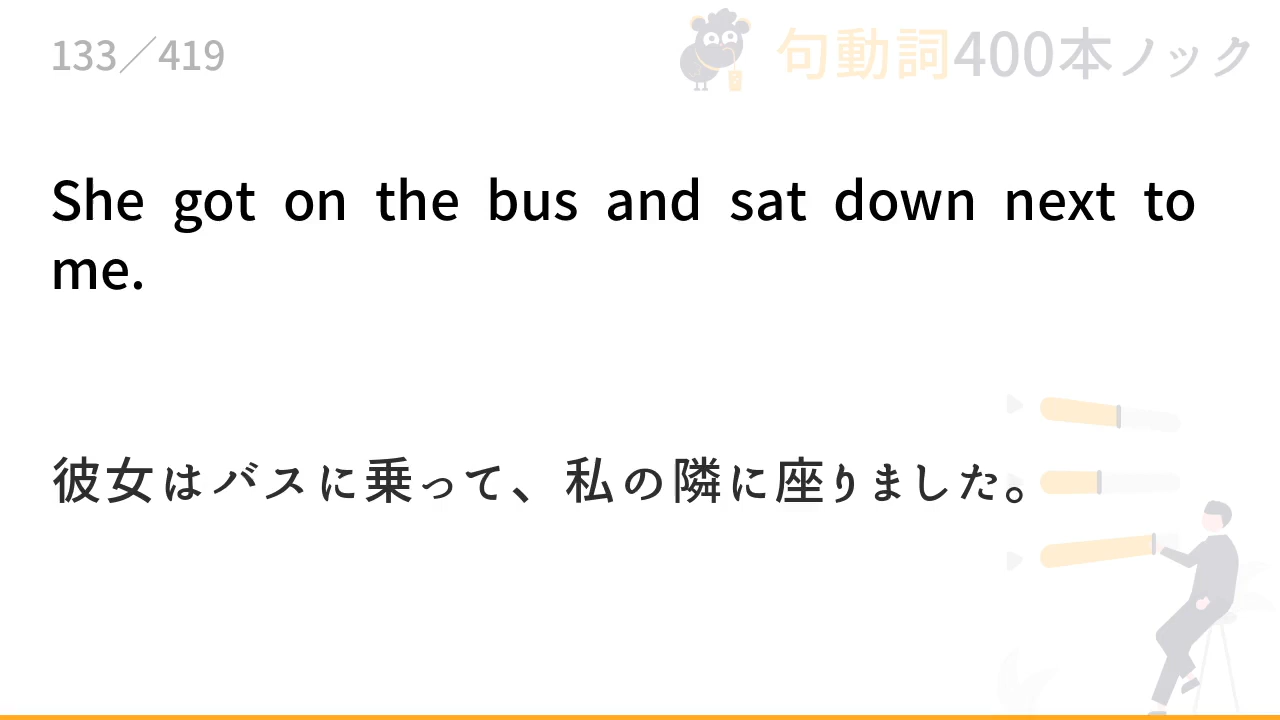 133／419
句動詞400本ノック
She got on the bus and sat down next to
me.
彼女はバスに乗って、私の隣に座りました。